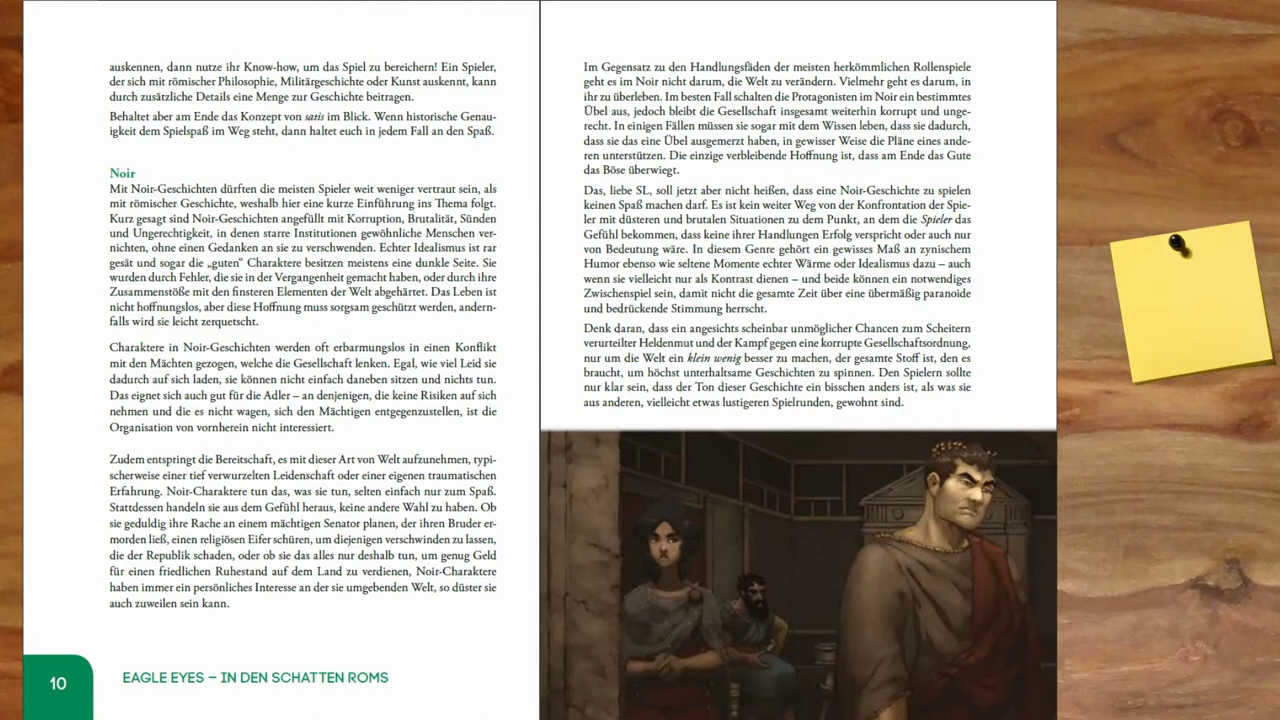 auskennen, dann nutze ihr Know-how, um das Spiel zu bereichern! Ein Spieler,
der sich mit römischer Philosophie, Militärgeschichte oder Kunst auskennt, kann
durch zusätzliche Details eine Menge zur Geschichte beitragen.
Behaltet aber am Ende das Konzept von satis im Blick. Wenn historische Genau-
igkeit dem Spielspaß im Weg steht, dann haltet euch in jedem Fall an den Spaß.
Noir
Mit Noir-Geschichten dürften die meisten Spieler weit weniger vertraut sein, als
mit römischer Geschichte, weshalb hier eine kurze Einführung ins Thema folgt.
Kurz gesagt sind Noir-Geschichten angefüllt mit Korruption, Brutalität, Sünden
und Ungerechtigkeit, in denen starre Institutionen gewöhnliche Menschen ver-
nichten, ohne einen Gedanken an sie zu verschwenden. Echter Idealismus ist rar
gesät und sogar die „guten“ Charaktere besitzen meistens eine dunkle Seite. Sie
wurden durch Fehler, die sie in der Vergangenheit gemacht haben, oder durch ihre
Zusammenstöße mit den finsteren Elementen der Welt abgehärtet. Das Leben ist
nicht hoffnungslos, aber diese Hoffnung muss sorgsam geschützt werden, andern-
falls wird sie leicht zerquetscht.
Charaktere in Noir-Geschichten werden oft erbarmungslos in einen Konflikt
mit den Mächten gezogen, welche die Gesellschaft lenken. Egal, wie viel Leid sie
dadurch auf sich laden, sie können nicht einfach daneben sitzen und nichts tun.
Das eignet sich auch gut für die Adler – an denjenigen, die keine Risiken auf sich
nehmen und die es nicht wagen, sich den Mächtigen entgegenzustellen, ist die
Organisation von vornherein nicht interessiert.
Zudem entspringt die Bereitschaft, es mit dieser Art von Welt aufzunehmen, typi-
scherweise einer tief verwurzelten Leidenschaft oder einer eigenen traumatischen
Erfahrung. Noir-Charaktere tun das, was sie tun, selten einfach nur zum Spaß.
Stattdessen handeln sie aus dem Gefühl heraus, keine andere Wahl zu haben. Ob
sie geduldig ihre Rache an einem mächtigen Senator planen, der ihren Bruder er-
morden ließ, einen religiösen Eifer schüren, um diejenigen verschwinden zu lassen,
die der Republik schaden, oder ob sie das alles nur deshalb tun, um genug Geld
für einen friedlichen Ruhestand auf dem Land zu verdienen, Noir-Charaktere
haben immer ein persönliches Interesse an der sie umgebenden Welt, so düster sie
auch zuweilen sein kann.
10
EAGLE EYES – IN DEN SCHATTEN ROMS
Im Gegensatz zu den Handlungsfäden der meisten herkömmlichen Rollenspiele
geht es im Noir nicht darum, die Welt zu verändern. Vielmehr geht es darum, in
ihr zu überleben. Im besten Fall schalten die Protagonisten im Noir ein bestimmtes
Übel aus, jedoch bleibt die Gesellschaft insgesamt weiterhin korrupt und unge-
recht. In einigen Fällen müssen sie sogar mit dem Wissen leben, dass sie dadurch,
dass sie das eine Übel ausgemerzt haben, in gewisser Weise die Pläne eines ande-
ren unterstützen. Die einzige verbleibende Hoffnung ist, dass am Ende das Gute
das Böse überwiegt.
Das, liebe SL, soll jetzt aber nicht heißen, dass eine Noir-Geschichte zu spielen
keinen Spaß machen darf. Es ist kein weiter Weg von der Konfrontation der Spie-
ler mit düsteren und brutalen Situationen zu dem Punkt, an dem die Spieler das
Gefühl bekommen, dass keine ihrer Handlungen Erfolg verspricht oder auch nur
von Bedeutung wäre. In diesem Genre gehört ein gewisses Maß an zynischem
Humor ebenso wie seltene Momente echter Wärme oder Idealismus dazu – auch
wenn sie vielleicht nur als Kontrast dienen – und beide können ein notwendiges
Zwischenspiel sein, damit nicht die gesamte Zeit über eine übermäßig paranoide
und bedrückende Stimmung herrscht.
Denk daran, dass ein angesichts scheinbar unmöglicher Chancen zum Scheitern
verurteilter Heldenmut und der Kampf gegen eine korrupte Gesellschaftsordnung,
nur um die Welt ein klein wenig besser zu machen, der gesamte Stoff ist, den es
braucht, um höchst unterhaltsame Geschichten zu spinnen. Den Spielern sollte
nur klar sein, dass der Ton dieser Geschichte ein bisschen anders ist, als was sie
aus anderen, vielleicht etwas lustigeren Spielrunden, gewohnt sind.